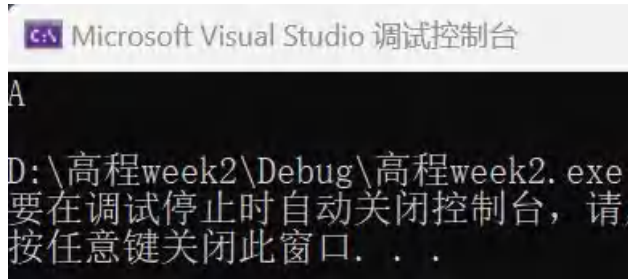 Microsoft Visual Studio 调试控制台
A
D:\高程week2\Debug\高程week2.exe
要在调试停止时自动关闭控制台，请
按任意键关闭此窗口. . .